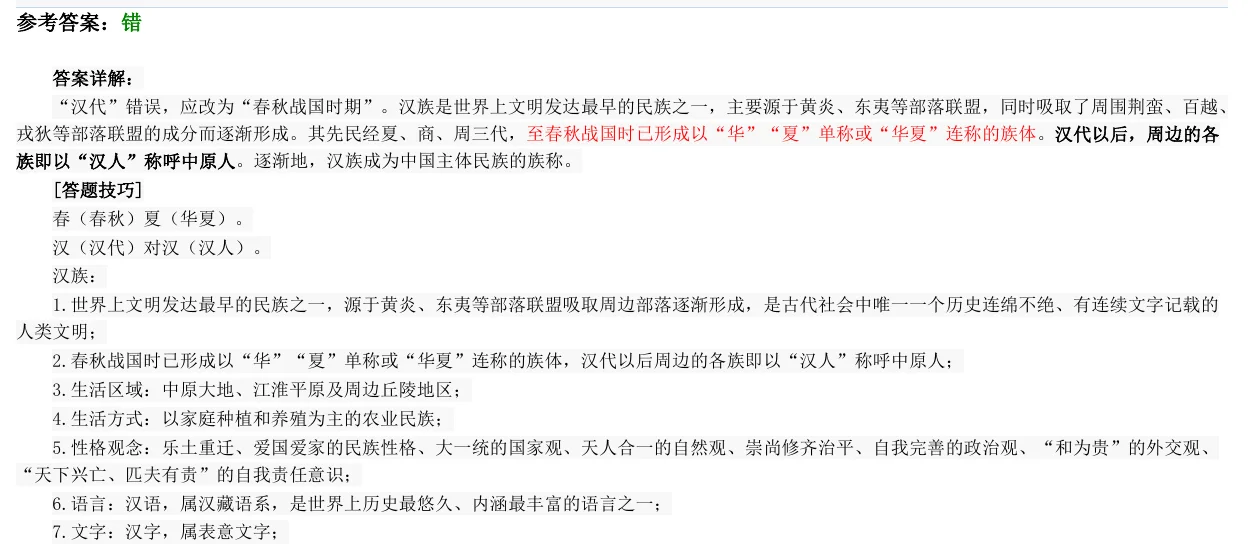 参考答案：错
答案详解：
“汉代”错误，应改为“春秋战国时期”。汉族是世界上文明发达最早的民族之一，主要源于黄炎、东夷等部落联盟，同时吸取了周围荆蛮、百越、
戎狄等部落联盟的成分而逐渐形成。其先民经夏、商、周三代，至春秋战国时已形成以“华”“夏”单称或“华夏”连称的族体。汉代以后，周边的各
族即以“汉人”称呼中原人。逐渐地，汉族成为中国主体民族的族称。
[答题技巧]
春（春秋）夏（华夏）。
汉（汉代）对汉（汉人）。
汉族：
1.世界上文明发达最早的民族之一，源于黄炎、东夷等部落联盟吸取周边部落逐渐形成，是古代社会中唯一一个历史连绵不绝、有连续文字记载的
人类文明；
2.春秋战国时已形成以“华”“夏”单称或“华夏”连称的族体，汉代以后周边的各族即以“汉人”称呼中原人；
3.生活区域：中原大地、江淮平原及周边丘陵地区；
4.生活方式：以家庭种植和养殖为主的农业民族；
5.性格观念：乐土重迁、爱国爱家的民族性格、大一统的国家观、天人合一的自然观、崇尚修齐治平、自我完善的政治观、“和为贵”的外交观、
“天下兴亡、匹夫有责”的自我责任意识；
6.语言：汉语，属汉藏语系，是世界上历史最悠久、内涵最丰富的语言之一；
7.文字：汉字，属表意文字；